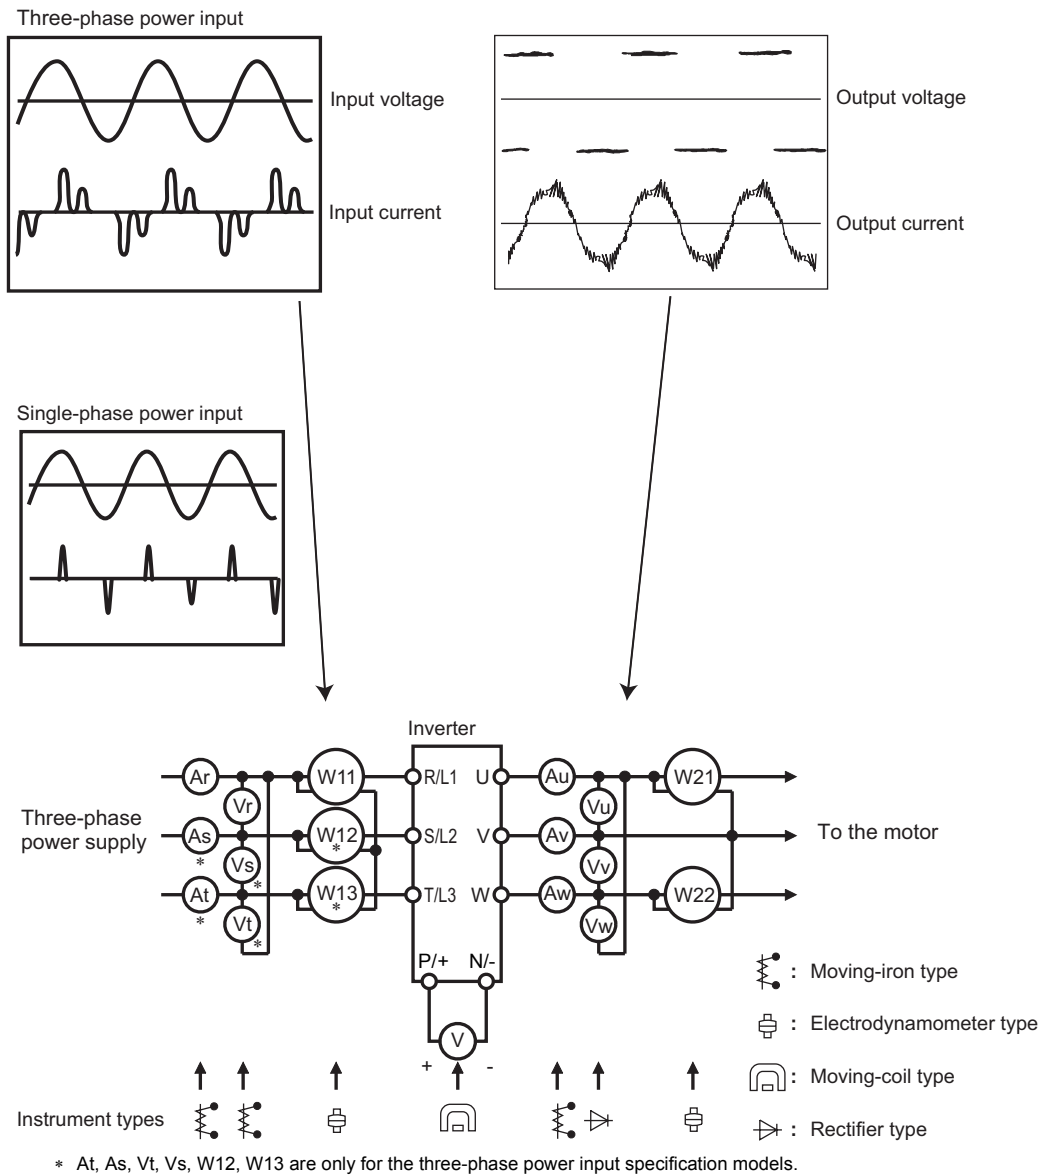 Three-phase power input
Input voltage
Output voltage
Input current
Output current
Single-phase power input
Inverter
Ar W11 R/L1 U Au W21
Vr Vu
Three-phase
power supply
As W12 S/L2 V Av To the motor
* *
Vs * Vv
At W13 T/L3 W Aw W22
* *
Vt * Vw
P/+ N/-
V
+ -
: Moving-iron type
: Electrodynamometer type
: Moving-coil type
: Rectifier type
Instrument types
* At, As, Vt, Vs, W12, W13 are only for the three-phase power input specification models.